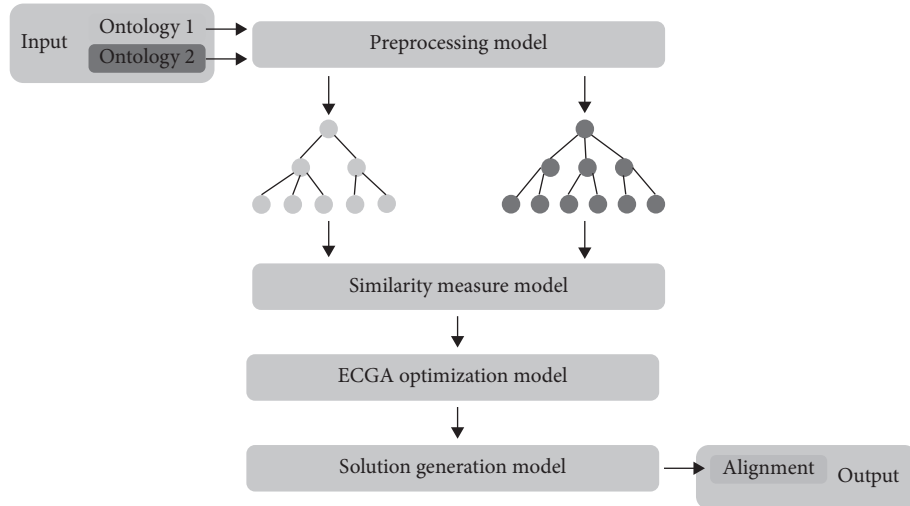 Input
Ontology 1
Ontology 2
Preprocessing model
Similarity measure model
ECGA optimization model
Solution generation model
Alignment
Output